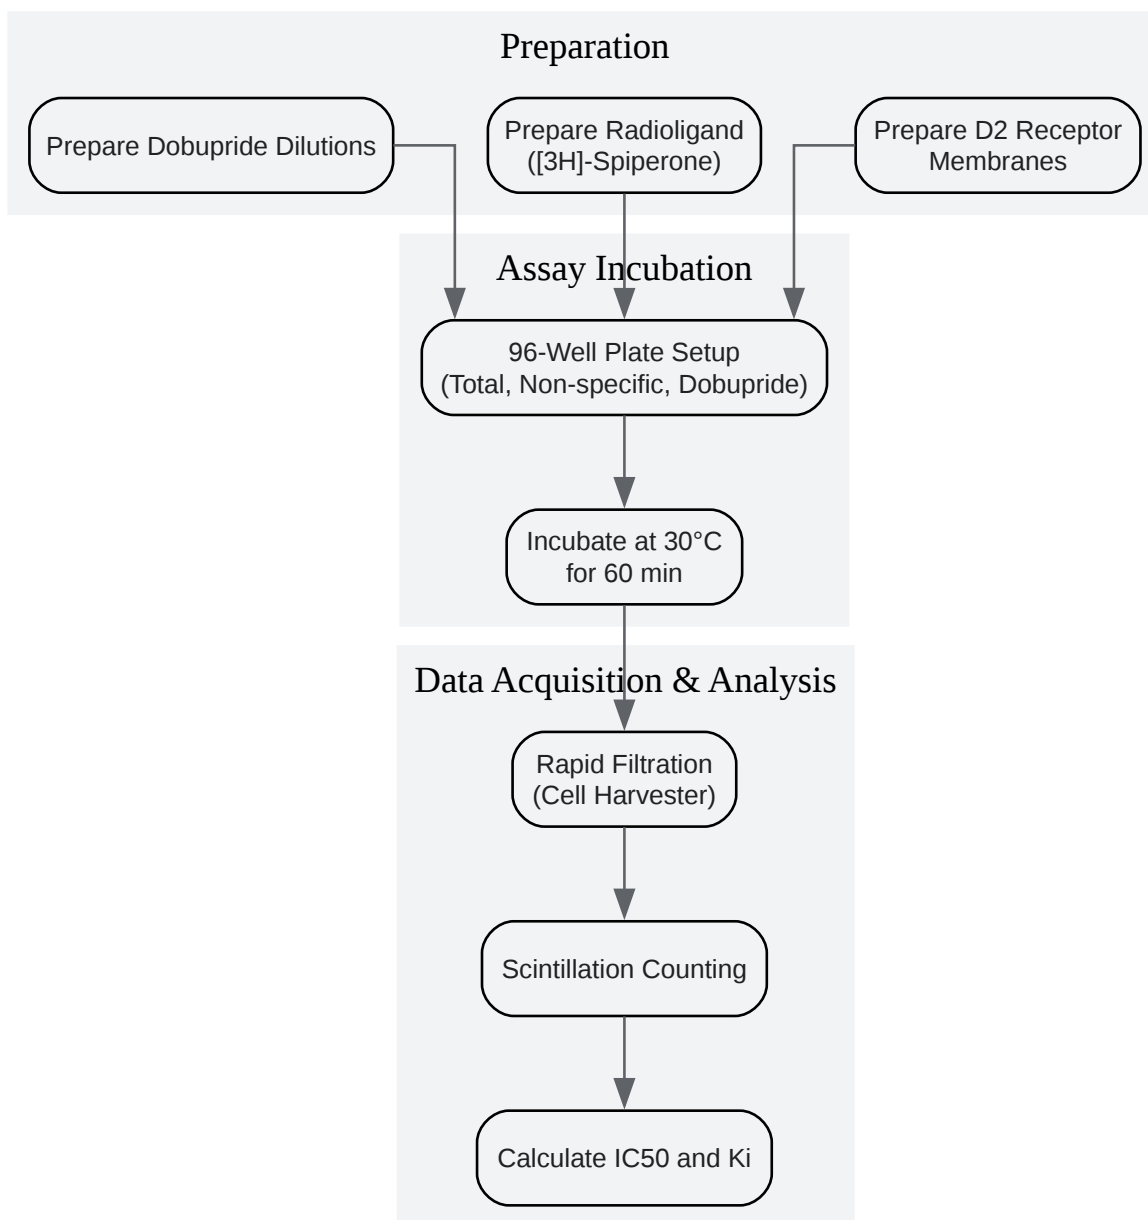 Preparation
Prepare Dobupride Dilutions
Prepare Radioligand
([3H]-Spiperone)
Prepare D2 Receptor
Membranes
Assay Incubation
96-Well Plate Setup
(Total, Non-specific, Dobupride)
Incubate at 30°C
for 60 min
Data Acquisition & Analysis
Rapid Filtration
(Cell Harvester)
Scintillation Counting
Calculate IC50 and Ki